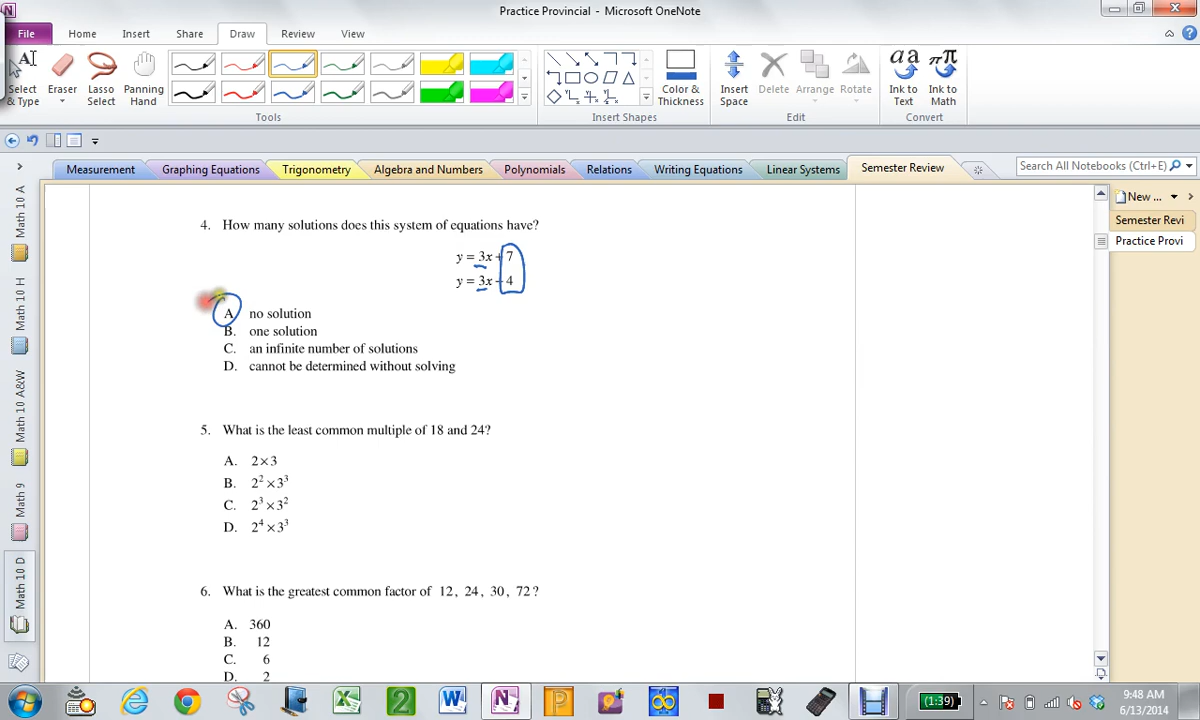 Practice Provincial - Microsoft OneNote
File Home Insert Share Draw Review View
Select & Type
Eraser
Lasso Select
Panning Hand
Color & Thickness
Insert Space
Delete
Arrange
Rotate
Ink to Text
Ink to Math
Tools
Insert Shapes
Edit
Convert
Measurement Graphing Equations Trigonometry Algebra and Numbers Polynomials Relations Writing Equations Linear Systems Semester Review
Search All Notebooks (Ctrl+E)
New ...
Semester Revi
Practice Provi
Math 10 A
Math 10 H
Math 10 A&W
Math 9
Math 10 D
4. How many solutions does this system of equations have?
y = 3x + 7
y = 3x − 4
A. no solution
B. one solution
C. an infinite number of solutions
D. cannot be determined without solving
5. What is the least common multiple of 18 and 24?
A. 2 × 3
B. 2² × 3³
C. 2³ × 3²
D. 2⁴ × 3³
6. What is the greatest common factor of 12, 24, 30, 72?
A. 360
B. 12
C. 6
D. 2
(1:39)
9:48 AM
6/13/2014